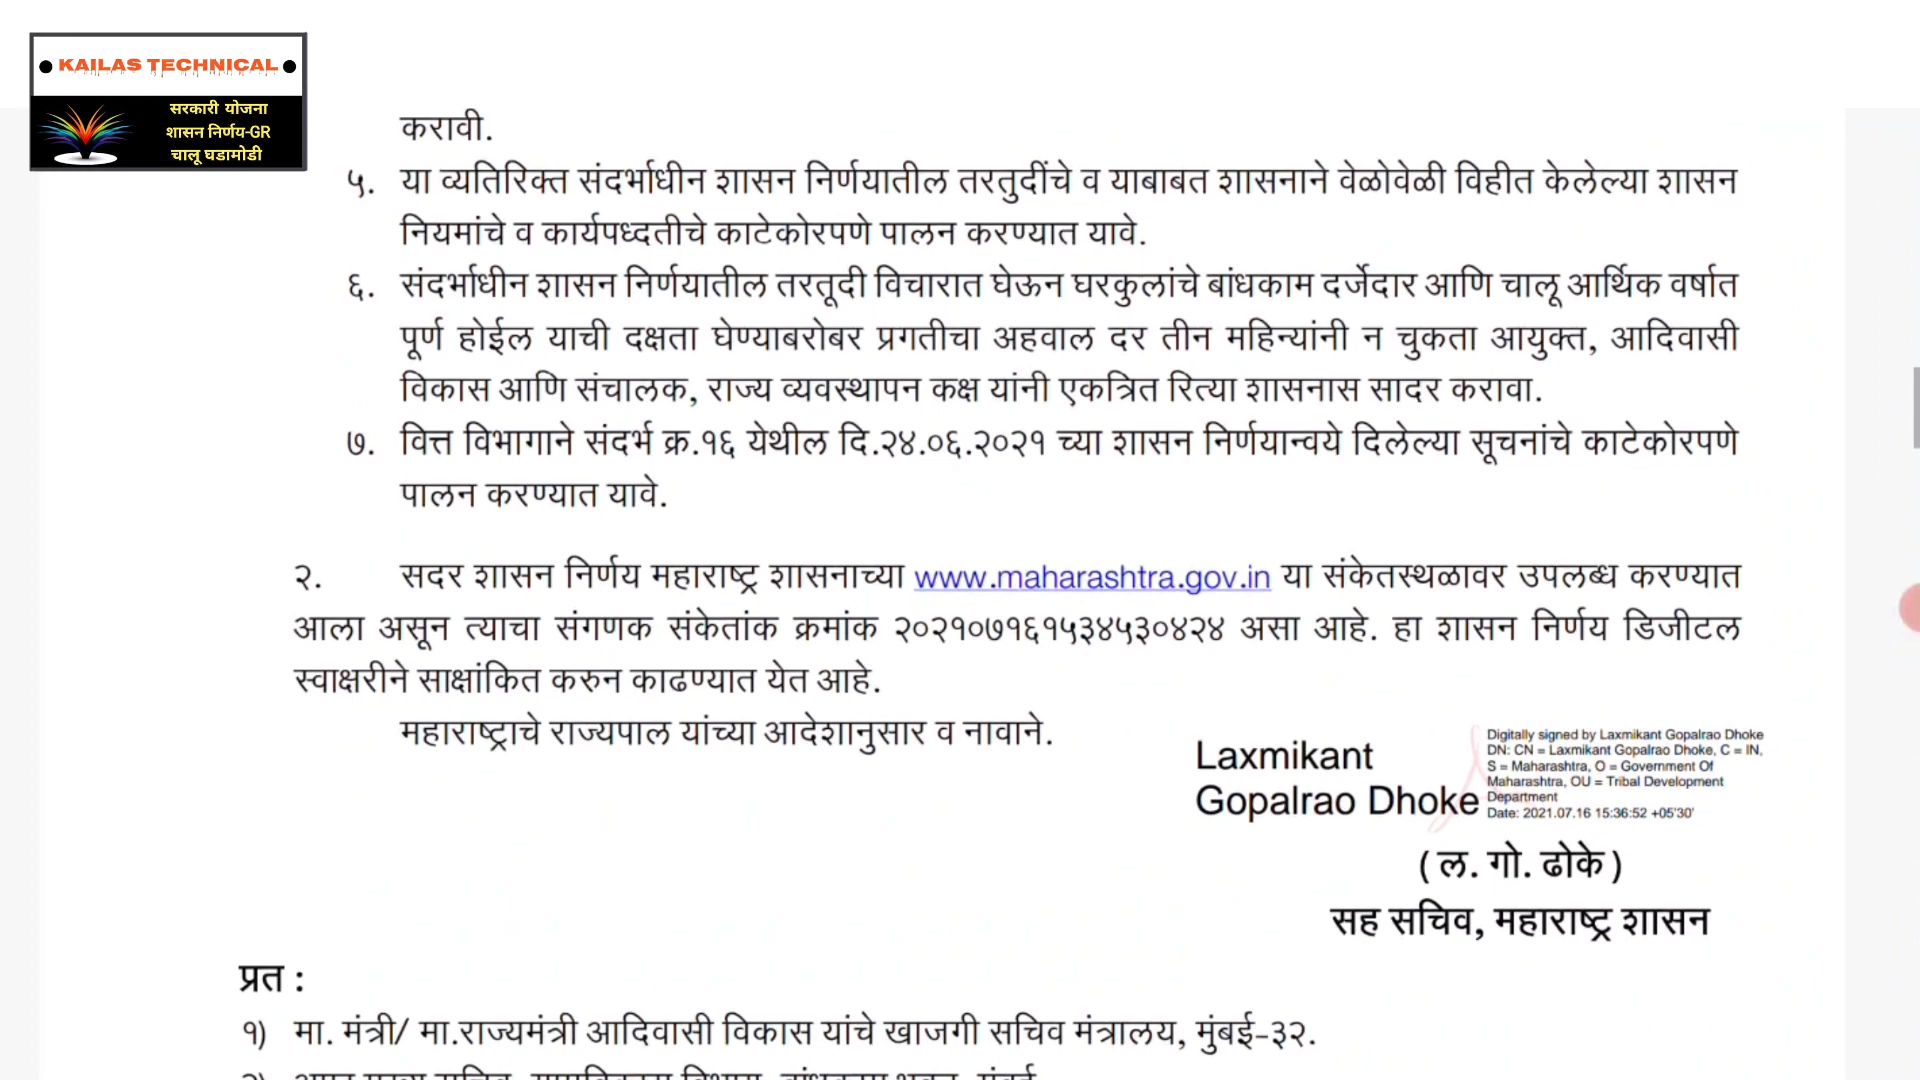 KAILAS TECHNICAL
सरकारी योजना
शासन निर्णय-GR
चालू घडामोडी
करावी.
५. या व्यतिरिक्त संदर्भाधीन शासन निर्णयातील तरतुदींचे व याबाबत शासनाने वेळोवेळी विहीत केलेल्या शासन
नियमांचे व कार्यपध्दतीचे काटेकोरपणे पालन करण्यात यावे.
६. संदर्भाधीन शासन निर्णयातील तरतूदी विचारात घेऊन घरकुलांचे बांधकाम दर्जेदार आणि चालू आर्थिक वर्षात
पूर्ण होईल याची दक्षता घेण्याबरोबर प्रगतीचा अहवाल दर तीन महिन्यांनी न चुकता आयुक्त, आदिवासी
विकास आणि संचालक, राज्य व्यवस्थापन कक्ष यांनी एकत्रित रित्या शासनास सादर करावा.
७. वित्त विभागाने संदर्भ क्र.१६ येथील दि.२४.०६.२०२१ च्या शासन निर्णयान्वये दिलेल्या सूचनांचे काटेकोरपणे
पालन करण्यात यावे.
२. सदर शासन निर्णय महाराष्ट्र शासनाच्या www.maharashtra.gov.in या संकेतस्थळावर उपलब्ध करण्यात
आला असून त्याचा संगणक संकेतांक क्रमांक २०२१०७१६१५३४५३०४२४ असा आहे. हा शासन निर्णय डिजीटल
स्वाक्षरीने साक्षांकित करुन काढण्यात येत आहे.
महाराष्ट्राचे राज्यपाल यांच्या आदेशानुसार व नावाने.
Laxmikant
Gopalrao Dhoke
Digitally signed by Laxmikant Gopalrao Dhoke
DN: CN = Laxmikant Gopalrao Dhoke, C = IN,
S = Maharashtra, O = Government Of
Maharashtra, OU = Tribal Development
Department
Date: 2021.07.16 15:36:52 +05'30'
( ल. गो. ढोके )
सह सचिव, महाराष्ट्र शासन
प्रत :
१) मा. मंत्री/ मा.राज्यमंत्री आदिवासी विकास यांचे खाजगी सचिव मंत्रालय, मुंबई-३२.